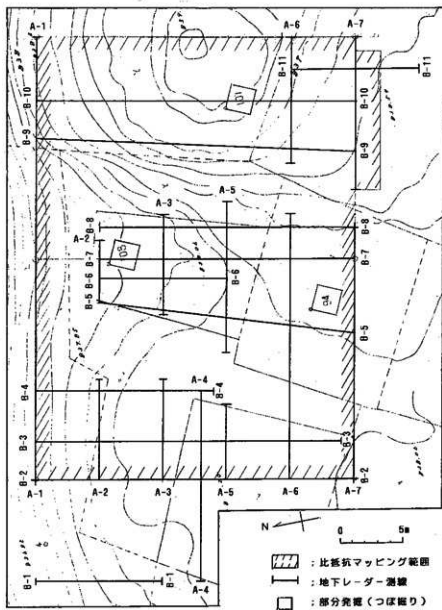 A-1
A-6
A-7
B-11
B-11
B-10
B-10
B-9
B-9
A-3
A-5
B-8
B-8
A-2
B-7
B-7
B-6
B-6
B-5
B-5
A-4
B-4
B-4
B-3
B-3
B-2
B-2
A-1
A-2
A-3
A-5
A-6
A-7
B-1
B-1
A-4
N
0
5m
：比抵抗マッピング範囲
：地下レーダー測線
：部分発掘（つぼ掘り）